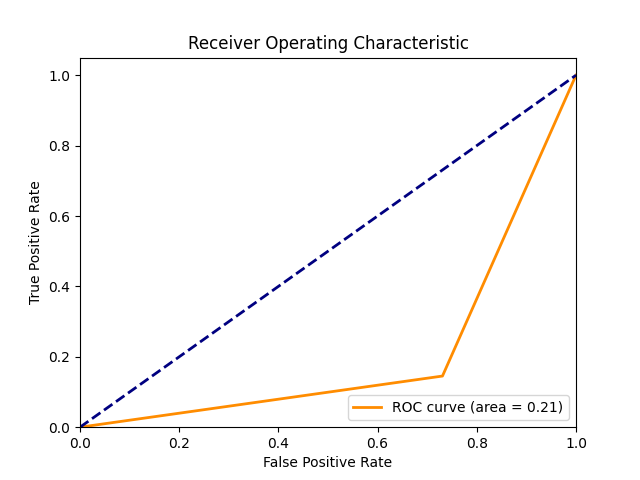 Receiver Operating Characteristic
True Positive Rate
1.0
0.8
0.6
0.4
0.2
0.0
ROC curve (area = 0.21)
0.0 0.2 0.4 0.6 0.8 1.0
False Positive Rate